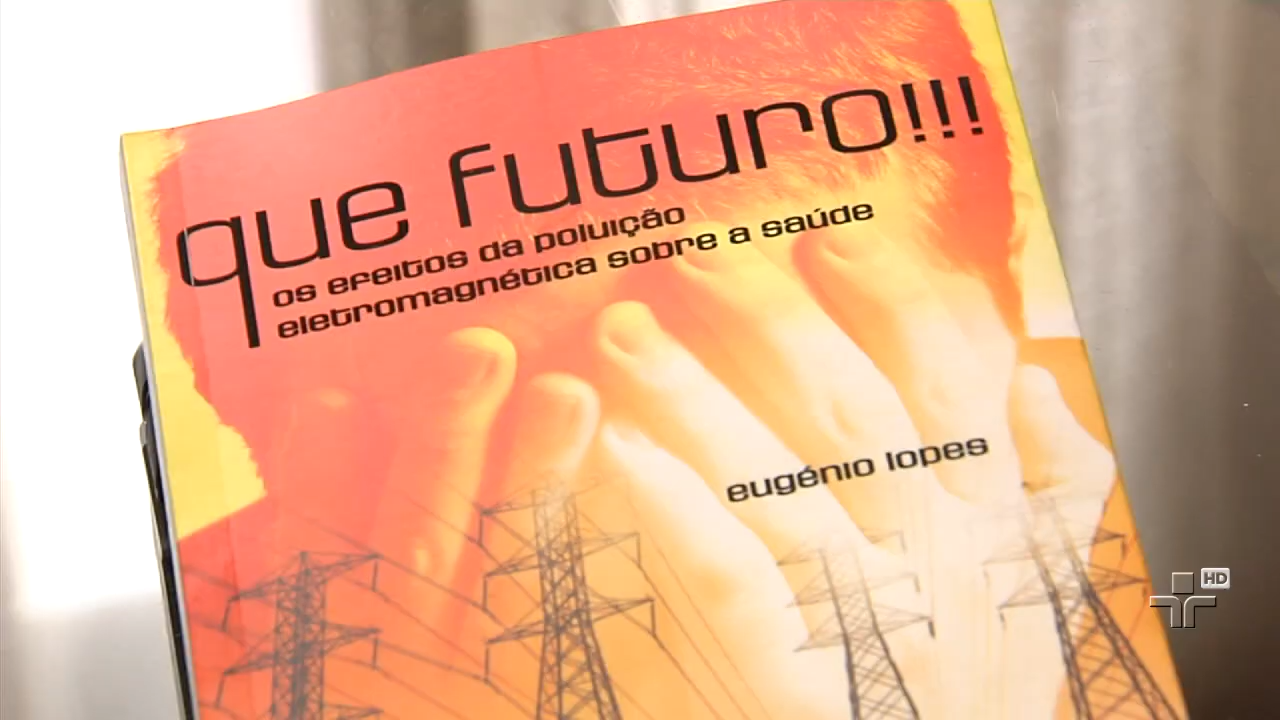 que futuro!!!
os efeitos da poluição
eletromagnética sobre a saúde
eugénio lopes
HD